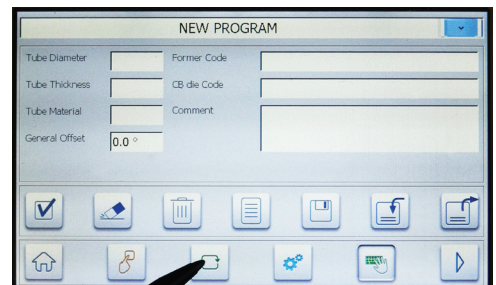 NEW PROGRAM
Tube Diameter
Former Code
Tube Thickness
CB die Code
Tube Material
Comment
General Offset
0.0 °